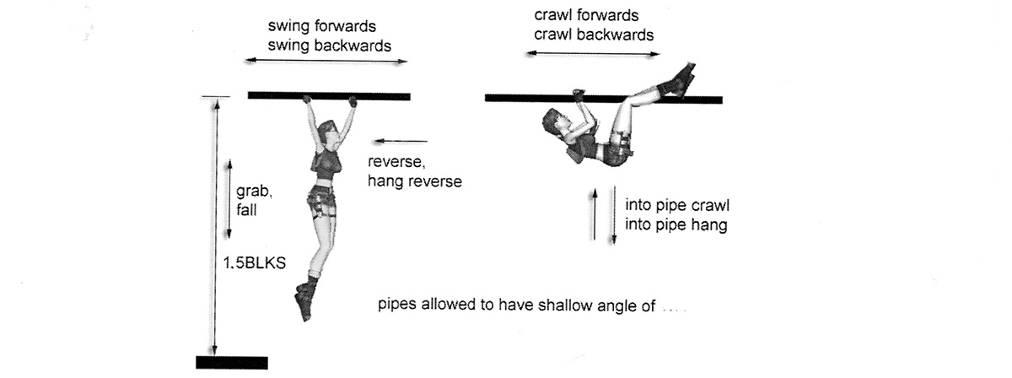 swing forwards
swing backwards
crawl forwards
crawl backwards
reverse,
hang reverse
grab,
fall
1.5BLKS
into pipe crawl
into pipe hang
pipes allowed to have shallow angle of ....